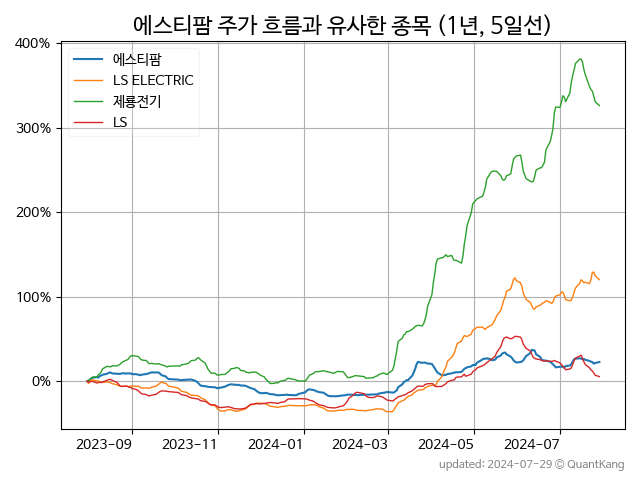 에스티팜 주가 흐름과 유사한 종목 (1년, 5일선)
에스티팜
LS ELECTRIC
제룡전기
LS
400%
300%
200%
100%
0%
2023-09 2023-11 2024-01 2024-03 2024-05 2024-07
updated: 2024-07-29 © QuantKang